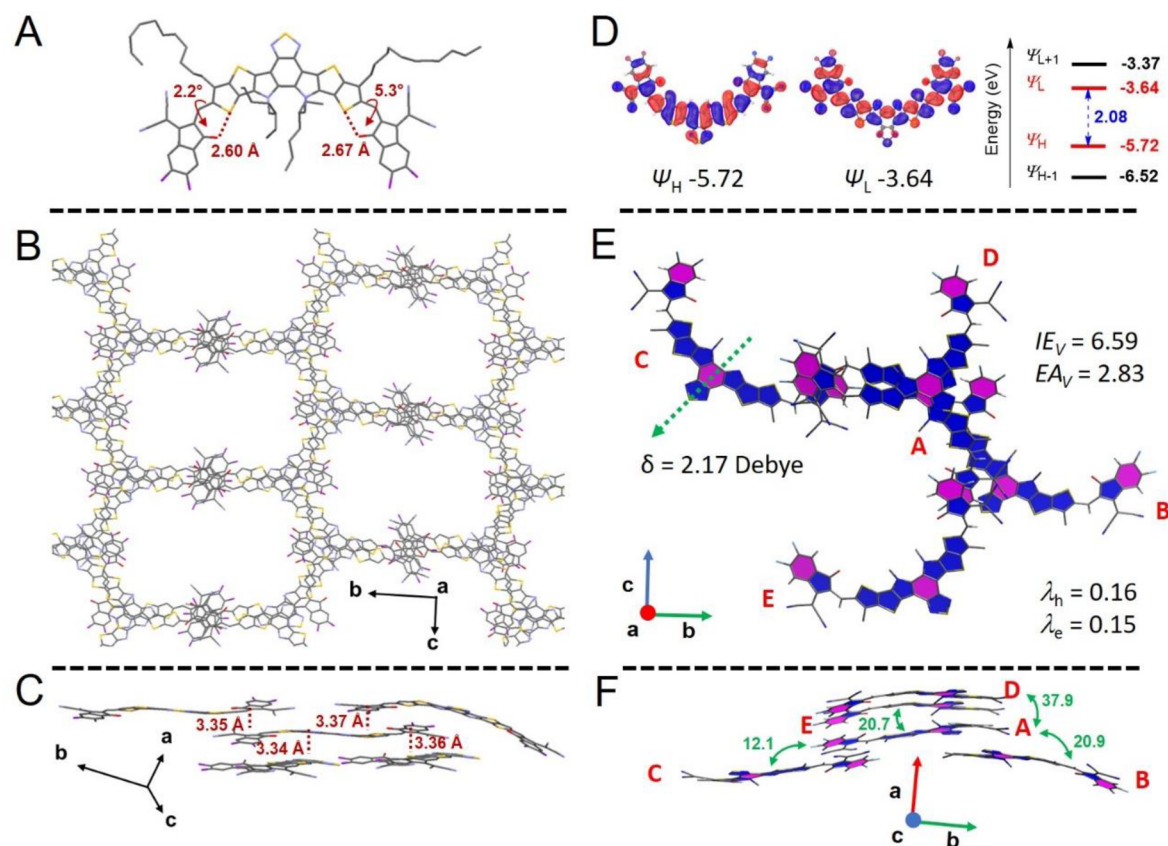 A
2.2°
5.3°
2.60 Å
2.67 Å
B
b
a
c
C
3.35 Å
3.37 Å
3.34 Å
3.36 Å
b
a
c
D
Ψ_H -5.72
Ψ_L -3.64
Energy (eV)
Ψ_L+1 -3.37
Ψ_L -3.64
2.08
Ψ_H -5.72
Ψ_H-1 -6.52
E
D
C
IE_V = 6.59
EA_V = 2.83
A
δ = 2.17 Debye
B
E
c
a
b
λ_h = 0.16
λ_e = 0.15
F
D
37.9
E
20.7
A
12.1
20.9
C
B
a
c
b